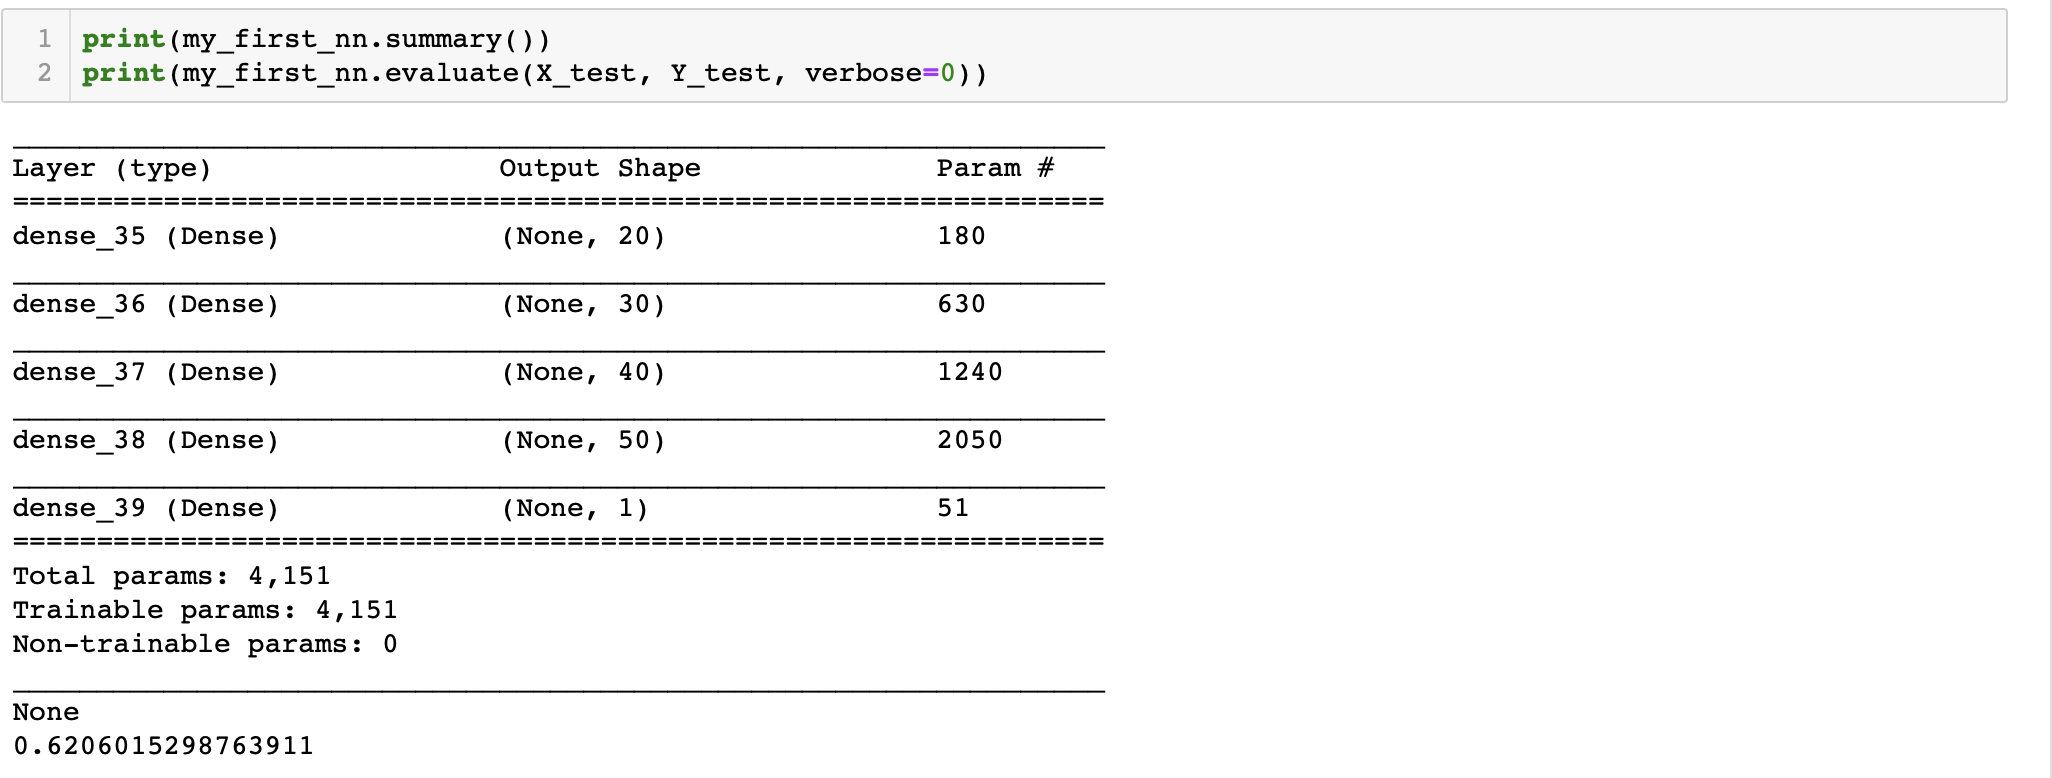 1 print(my_first_nn.summary())
2 print(my_first_nn.evaluate(X_test, Y_test, verbose=0))
_________________________________________________________________
Layer (type)                 Output Shape              Param #
=================================================================
dense_35 (Dense)             (None, 20)                180
_________________________________________________________________
dense_36 (Dense)             (None, 30)                630
_________________________________________________________________
dense_37 (Dense)             (None, 40)                1240
_________________________________________________________________
dense_38 (Dense)             (None, 50)                2050
_________________________________________________________________
dense_39 (Dense)             (None, 1)                 51
=================================================================
Total params: 4,151
Trainable params: 4,151
Non-trainable params: 0
_________________________________________________________________
None
0.6206015298763911